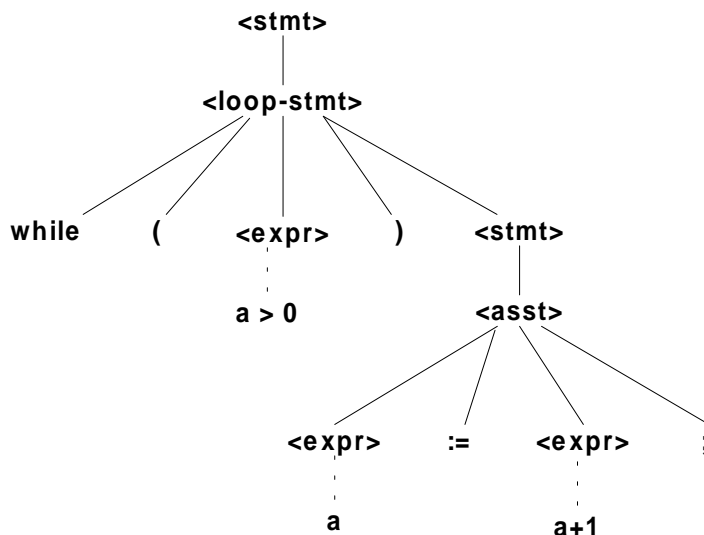 <stmt>
<loop-stmt>
while ( <expr> ) <stmt>
a > 0 <asst>
<expr> := <expr> ;
a a+1